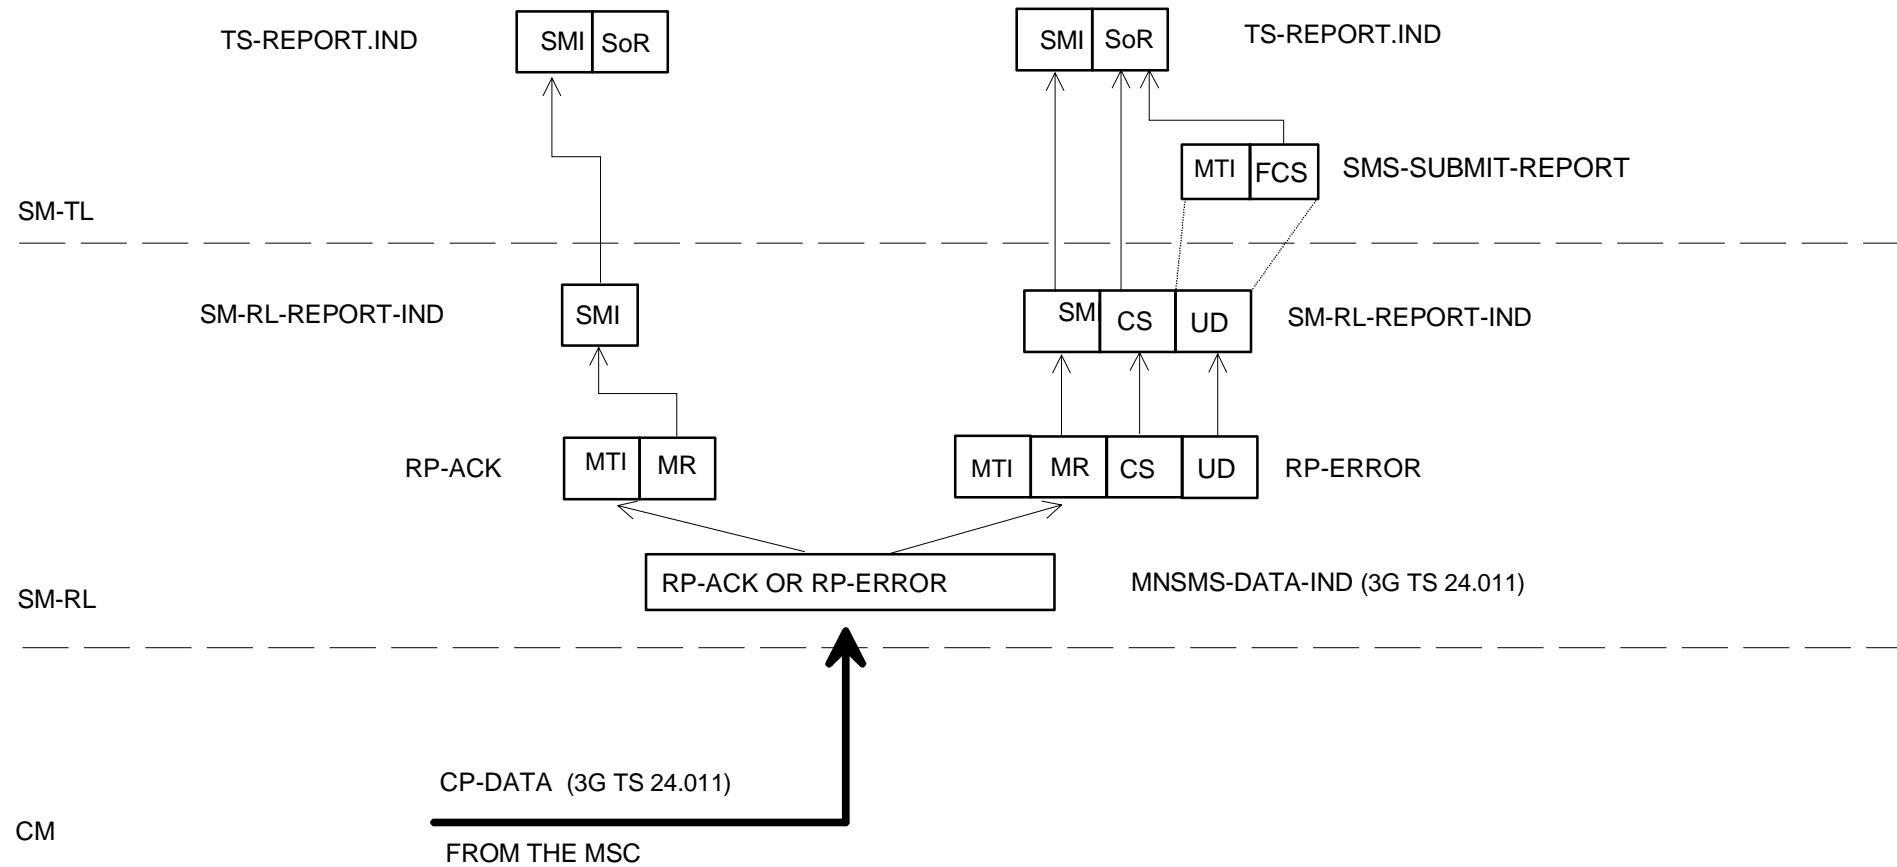 TS-REPORT.IND SMI SoR SMI SoR TS-REPORT.IND
MTI FCS SMS-SUBMIT-REPORT
SM-TL
SM-RL-REPORT-IND SMI SM CS UD SM-RL-REPORT-IND
RP-ACK MTI MR MTI MR CS UD RP-ERROR
RP-ACK OR RP-ERROR MNSMS-DATA-IND (3G TS 24.011)
SM-RL
CP-DATA (3G TS 24.011)
CM
FROM THE MSC